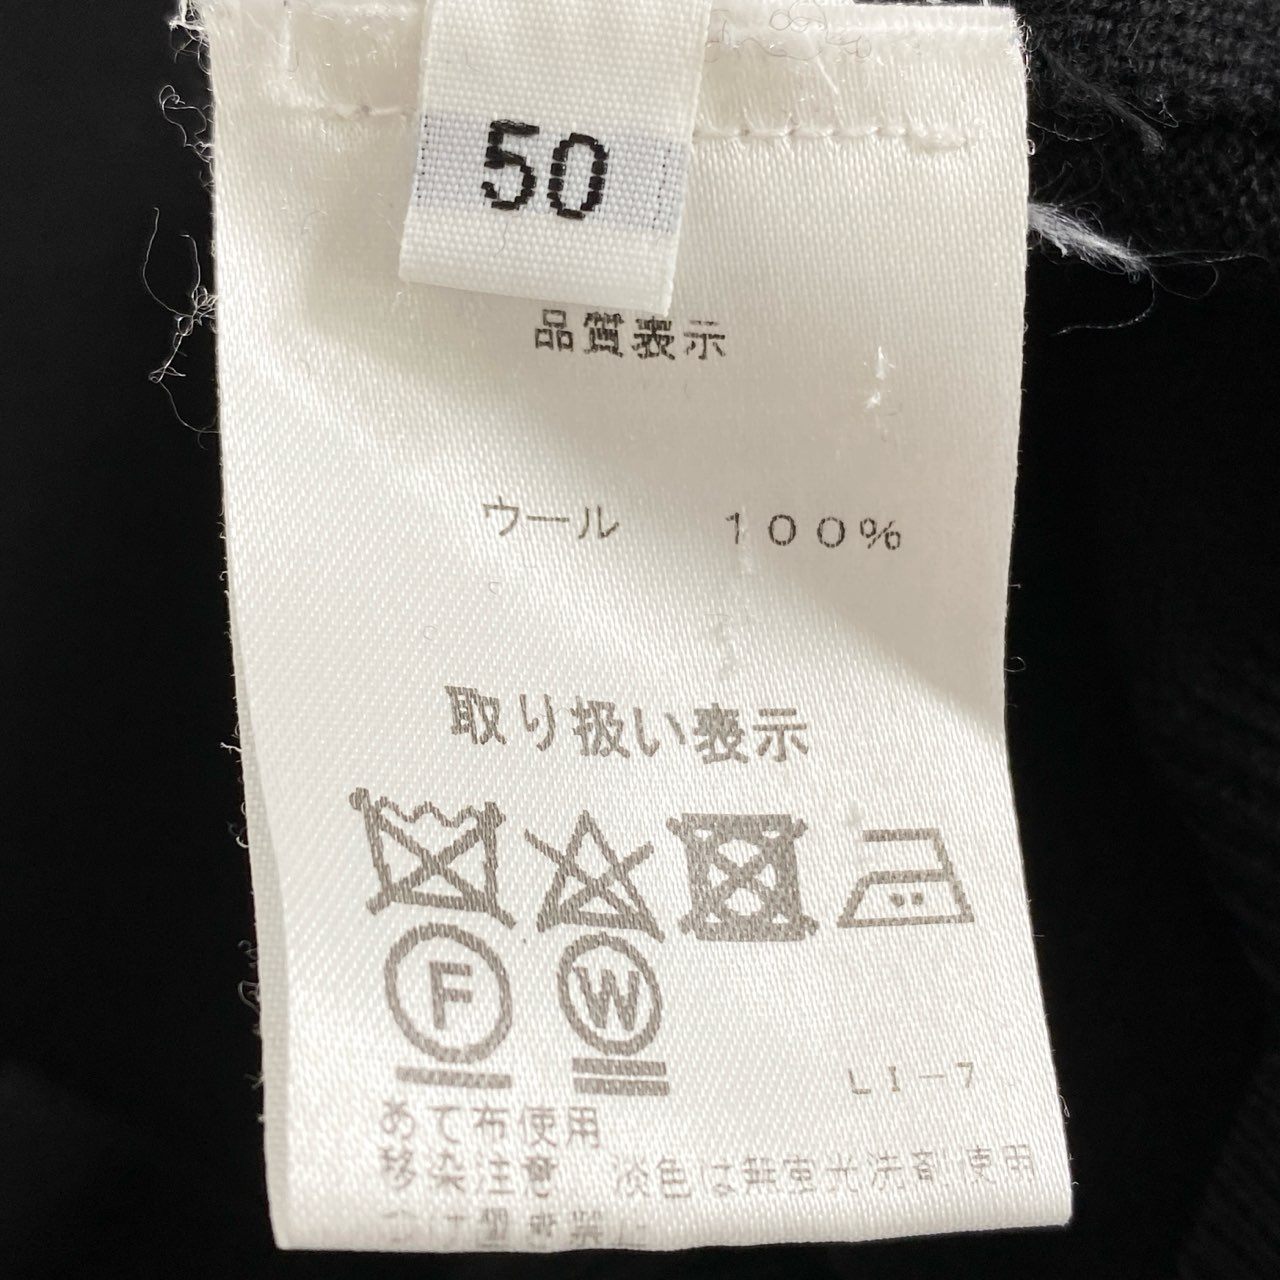 50
品質表示
ウール 100%
取り扱い表示
F W
LI-7
あて布使用
移染注意 淡色は無蛍光洗剤使用